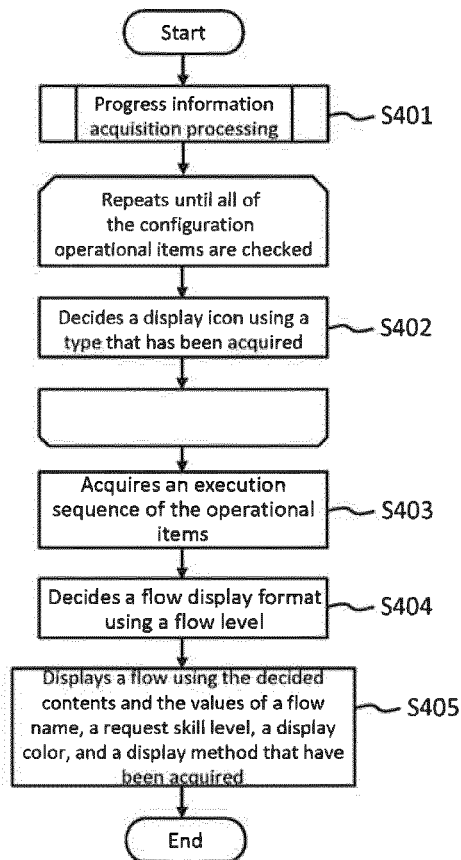 Start
Progress information
acquisition processing
S401
Repeats until all of
the configuration
operational items are checked
Decides a display icon using a
type that has been acquired
S402
Acquires an execution
sequence of the operational
items
S403
Decides a flow display format
using a flow level
S404
Displays a flow using the decided
contents and the values of a flow
name, a request skill level, a display
color, and a display method that have
been acquired
S405
End